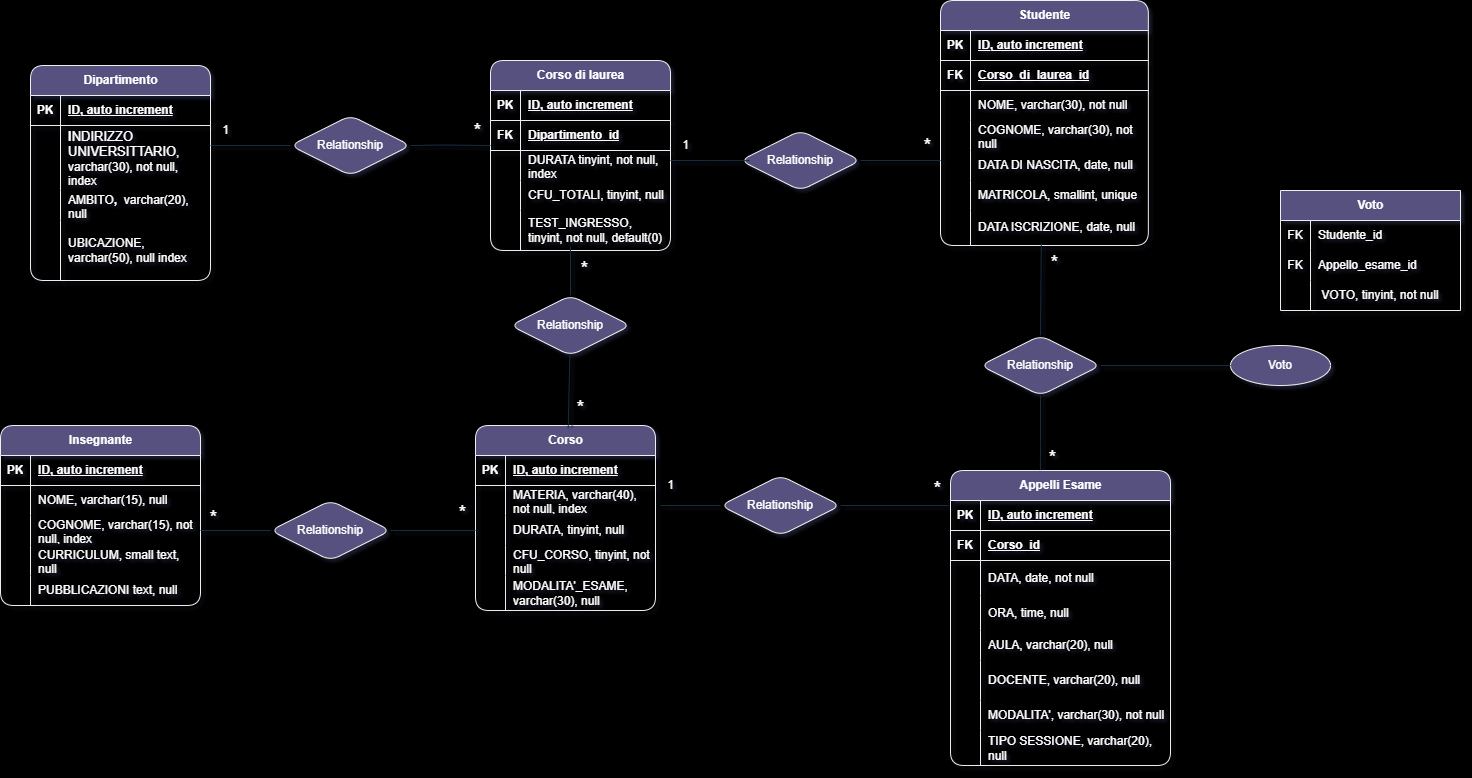 Studente
PK ID, auto increment
FK Corso_di_laurea_id
NOME, varchar(30), not null
COGNOME, varchar(30), not
null
DATA DI NASCITA, date, null
MATRICOLA, smallint, unique
DATA ISCRIZIONE, date, null
Dipartimento
PK ID, auto increment
INDIRIZZO
UNIVERSITTARIO,
varchar(30), not null,
index
AMBITO, varchar(20),
null
UBICAZIONE,
varchar(50), null index
1
Relationship
*
Corso di laurea
PK ID, auto increment
FK Dipartimento_id
DURATA tinyint, not null,
index
CFU_TOTALI, tinyint, null
TEST_INGRESSO,
tinyint, not null, default(0)
1
Relationship
*
Voto
FK Studente_id
FK Appello_esame_id
VOTO, tinyint, not null
*
Relationship
*
*
Relationship
Voto
*
Insegnante
PK ID, auto increment
NOME, varchar(15), null
COGNOME, varchar(15), not
null, index
CURRICULUM, small text,
null
PUBBLICAZIONI text, null
*
Relationship
*
Corso
PK ID, auto increment
MATERIA, varchar(40),
not null, index
DURATA, tinyint, null
CFU_CORSO, tinyint, not
null
MODALITA'_ESAME,
varchar(30), null
1
Relationship
*
Appelli Esame
PK ID, auto increment
FK Corso_id
DATA, date, not null
ORA, time, null
AULA, varchar(20), null
DOCENTE, varchar(20), null
MODALITA', varchar(30), not null
TIPO SESSIONE, varchar(20),
null